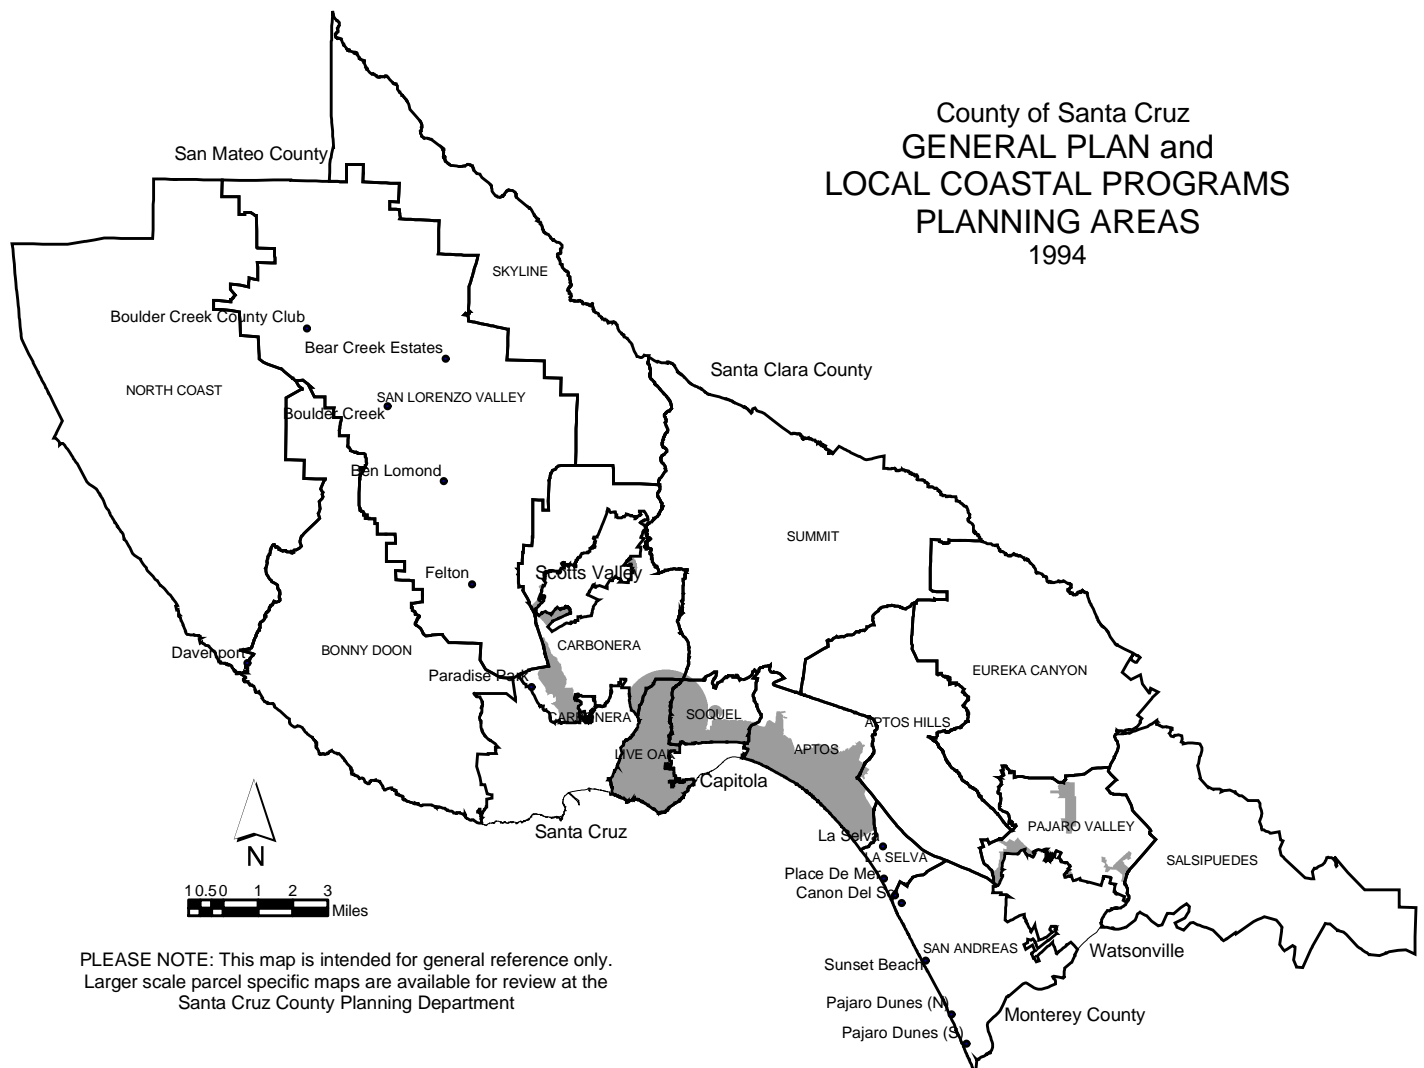 County of Santa Cruz
GENERAL PLAN and
LOCAL COASTAL PROGRAMS
PLANNING AREAS
1994
San Mateo County
SKYLINE
Boulder Creek County Club
Bear Creek Estates
Santa Clara County
NORTH COAST
SAN LORENZO VALLEY
Boulder Creek
Ben Lomond
SUMMIT
Felton
Scotts Valley
CARBONERA
Davenport
BONNY DOON
EUREKA CANYON
Paradise Park
CARBONERA
SOQUEL
APTOS HILLS
LIVE OAK
APTOS
Capitola
PAJARO VALLEY
Santa Cruz
La Selva
N
LA SELVA
SALSIPUEDES
Place De Mer
Canon Del Sol
1 0.5 0 1 2 3
Miles
SAN ANDREAS
Watsonville
Sunset Beach
PLEASE NOTE: This map is intended for general reference only.
Larger scale parcel specific maps are available for review at the
Santa Cruz County Planning Department
Pajaro Dunes (N)
Monterey County
Pajaro Dunes (S)